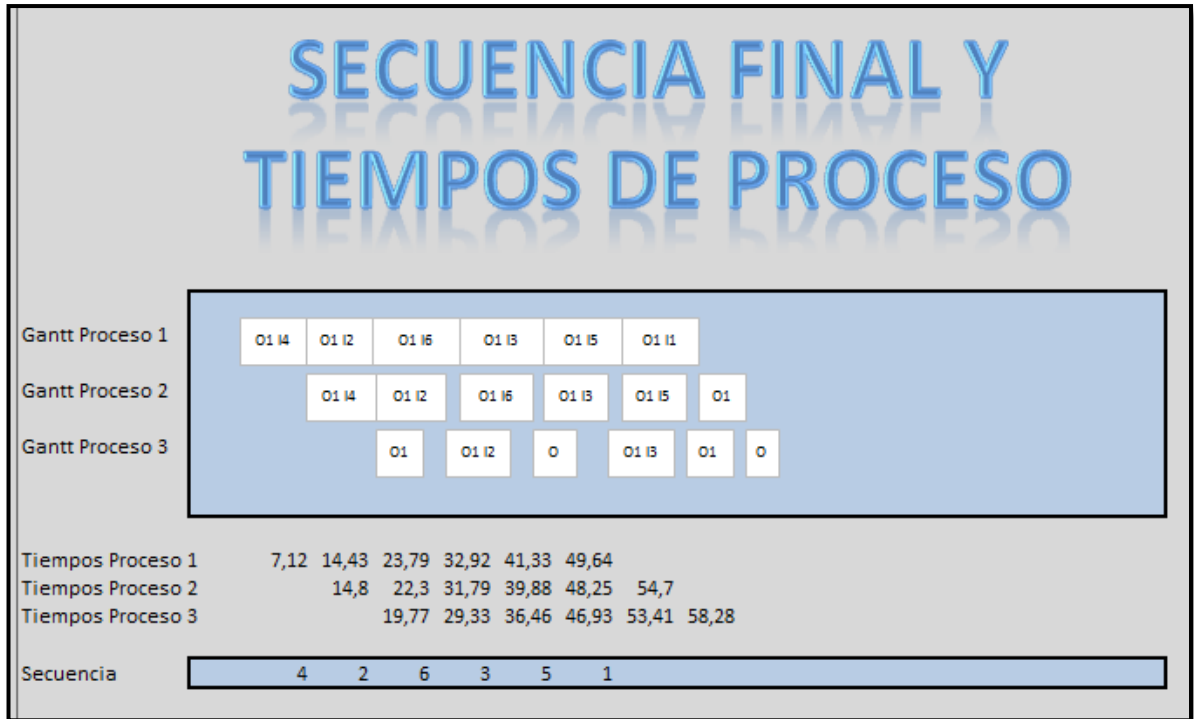 SECUENCIA FINAL Y
TIEMPOS DE PROCESO
Gantt Proceso 1 O1 I4 O1 I2 O1 I6 O1 I3 O1 I5 O1 I1
Gantt Proceso 2 O1 I4 O1 I2 O1 I6 O1 I3 O1 I5 O1
Gantt Proceso 3 O1 O1 I2 O O1 I3 O1 O
Tiempos Proceso 1 7,12 14,43 23,79 32,92 41,33 49,64
Tiempos Proceso 2 14,8 22,3 31,79 39,88 48,25 54,7
Tiempos Proceso 3 19,77 29,33 36,46 46,93 53,41 58,28
Secuencia 4 2 6 3 5 1